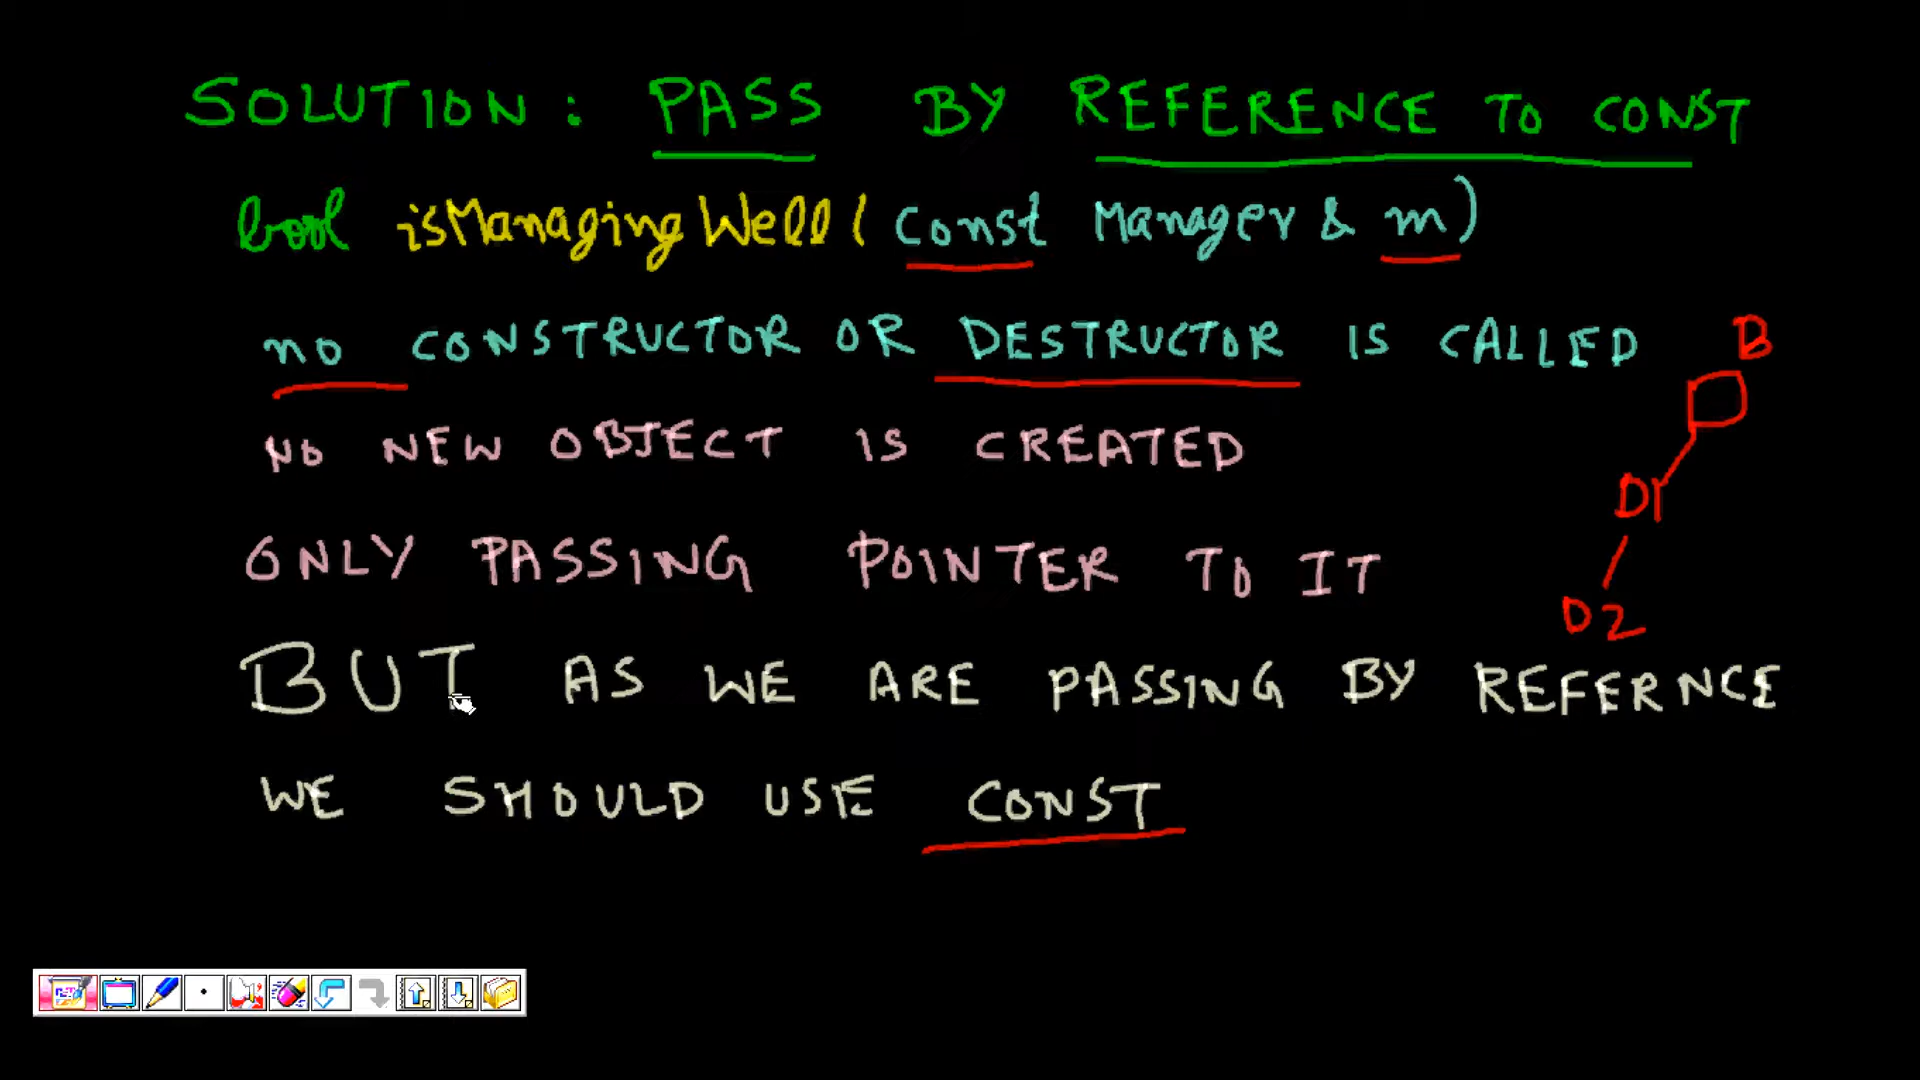 SOLUTION : PASS BY REFERENCE TO CONST
bool isManagingWell ( Const Manager & m )
no CONSTRUCTOR OR DESTRUCTOR IS CALLED
B
NO NEW OBJECT IS CREATED
D1
ONLY PASSING POINTER TO IT
D2
BUT AS WE ARE PASSING BY REFERNCE
WE SHOULD USE CONST